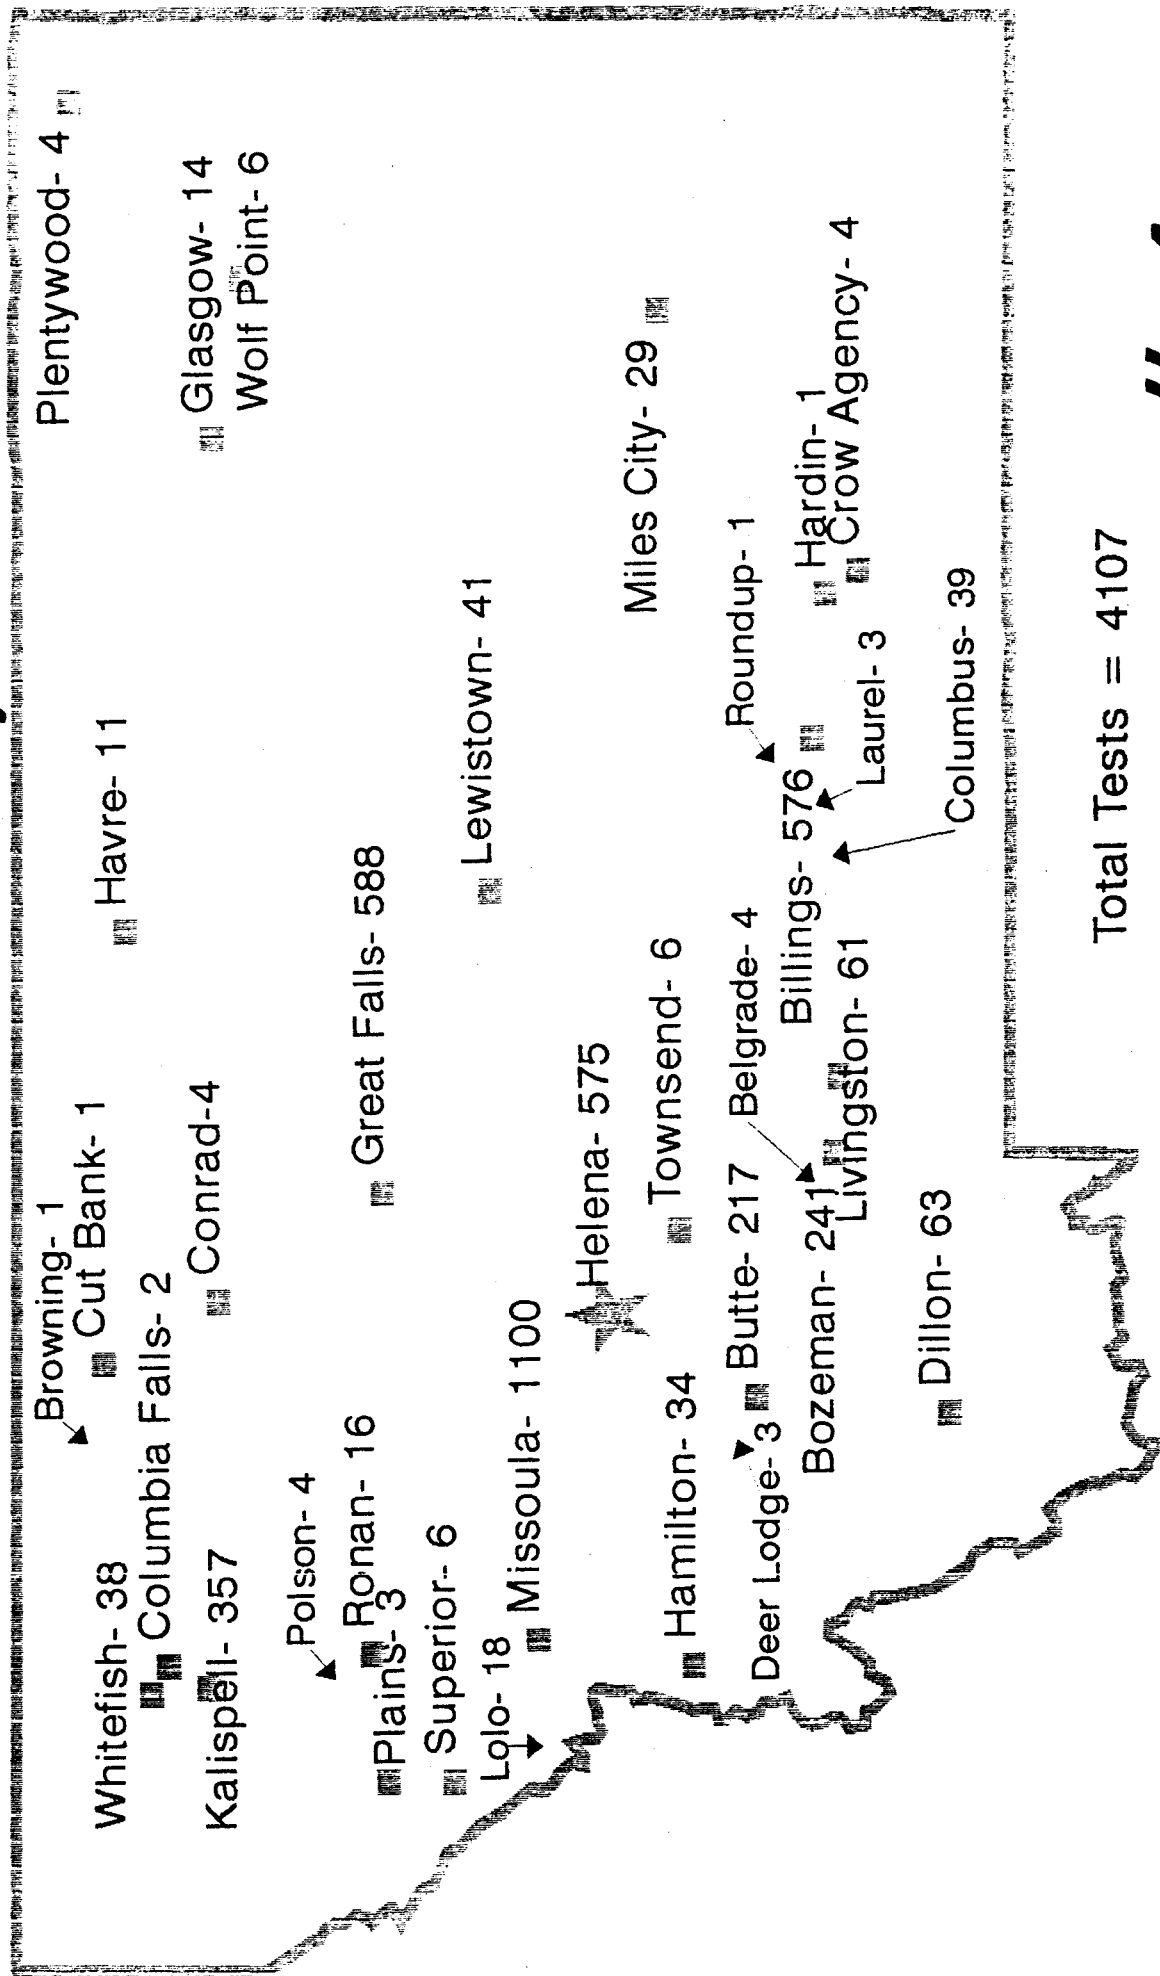 Plentywood- 4
Browning- 1
Cut Bank- 1
Havre- 11
Whitefish- 38
Columbia Falls- 2
Glasgow- 14
Wolf Point- 6
Kalispell- 357
Conrad-4
Polson- 4
Ronan- 16
Plains- 3
Great Falls- 588
Superior- 6
Lewistown- 41
Lolo- 18
Missoula- 1100
Helena- 575
Miles City- 29
Hamilton- 34
Townsend- 6
Butte- 217
Belgrade- 4
Roundup- 1
Deer Lodge- 3
Billings- 576
Hardin- 1
Crow Agency- 4
Bozeman- 241
Livingston- 61
Laurel- 3
Dillon- 63
Columbus- 39
Total Tests = 4107